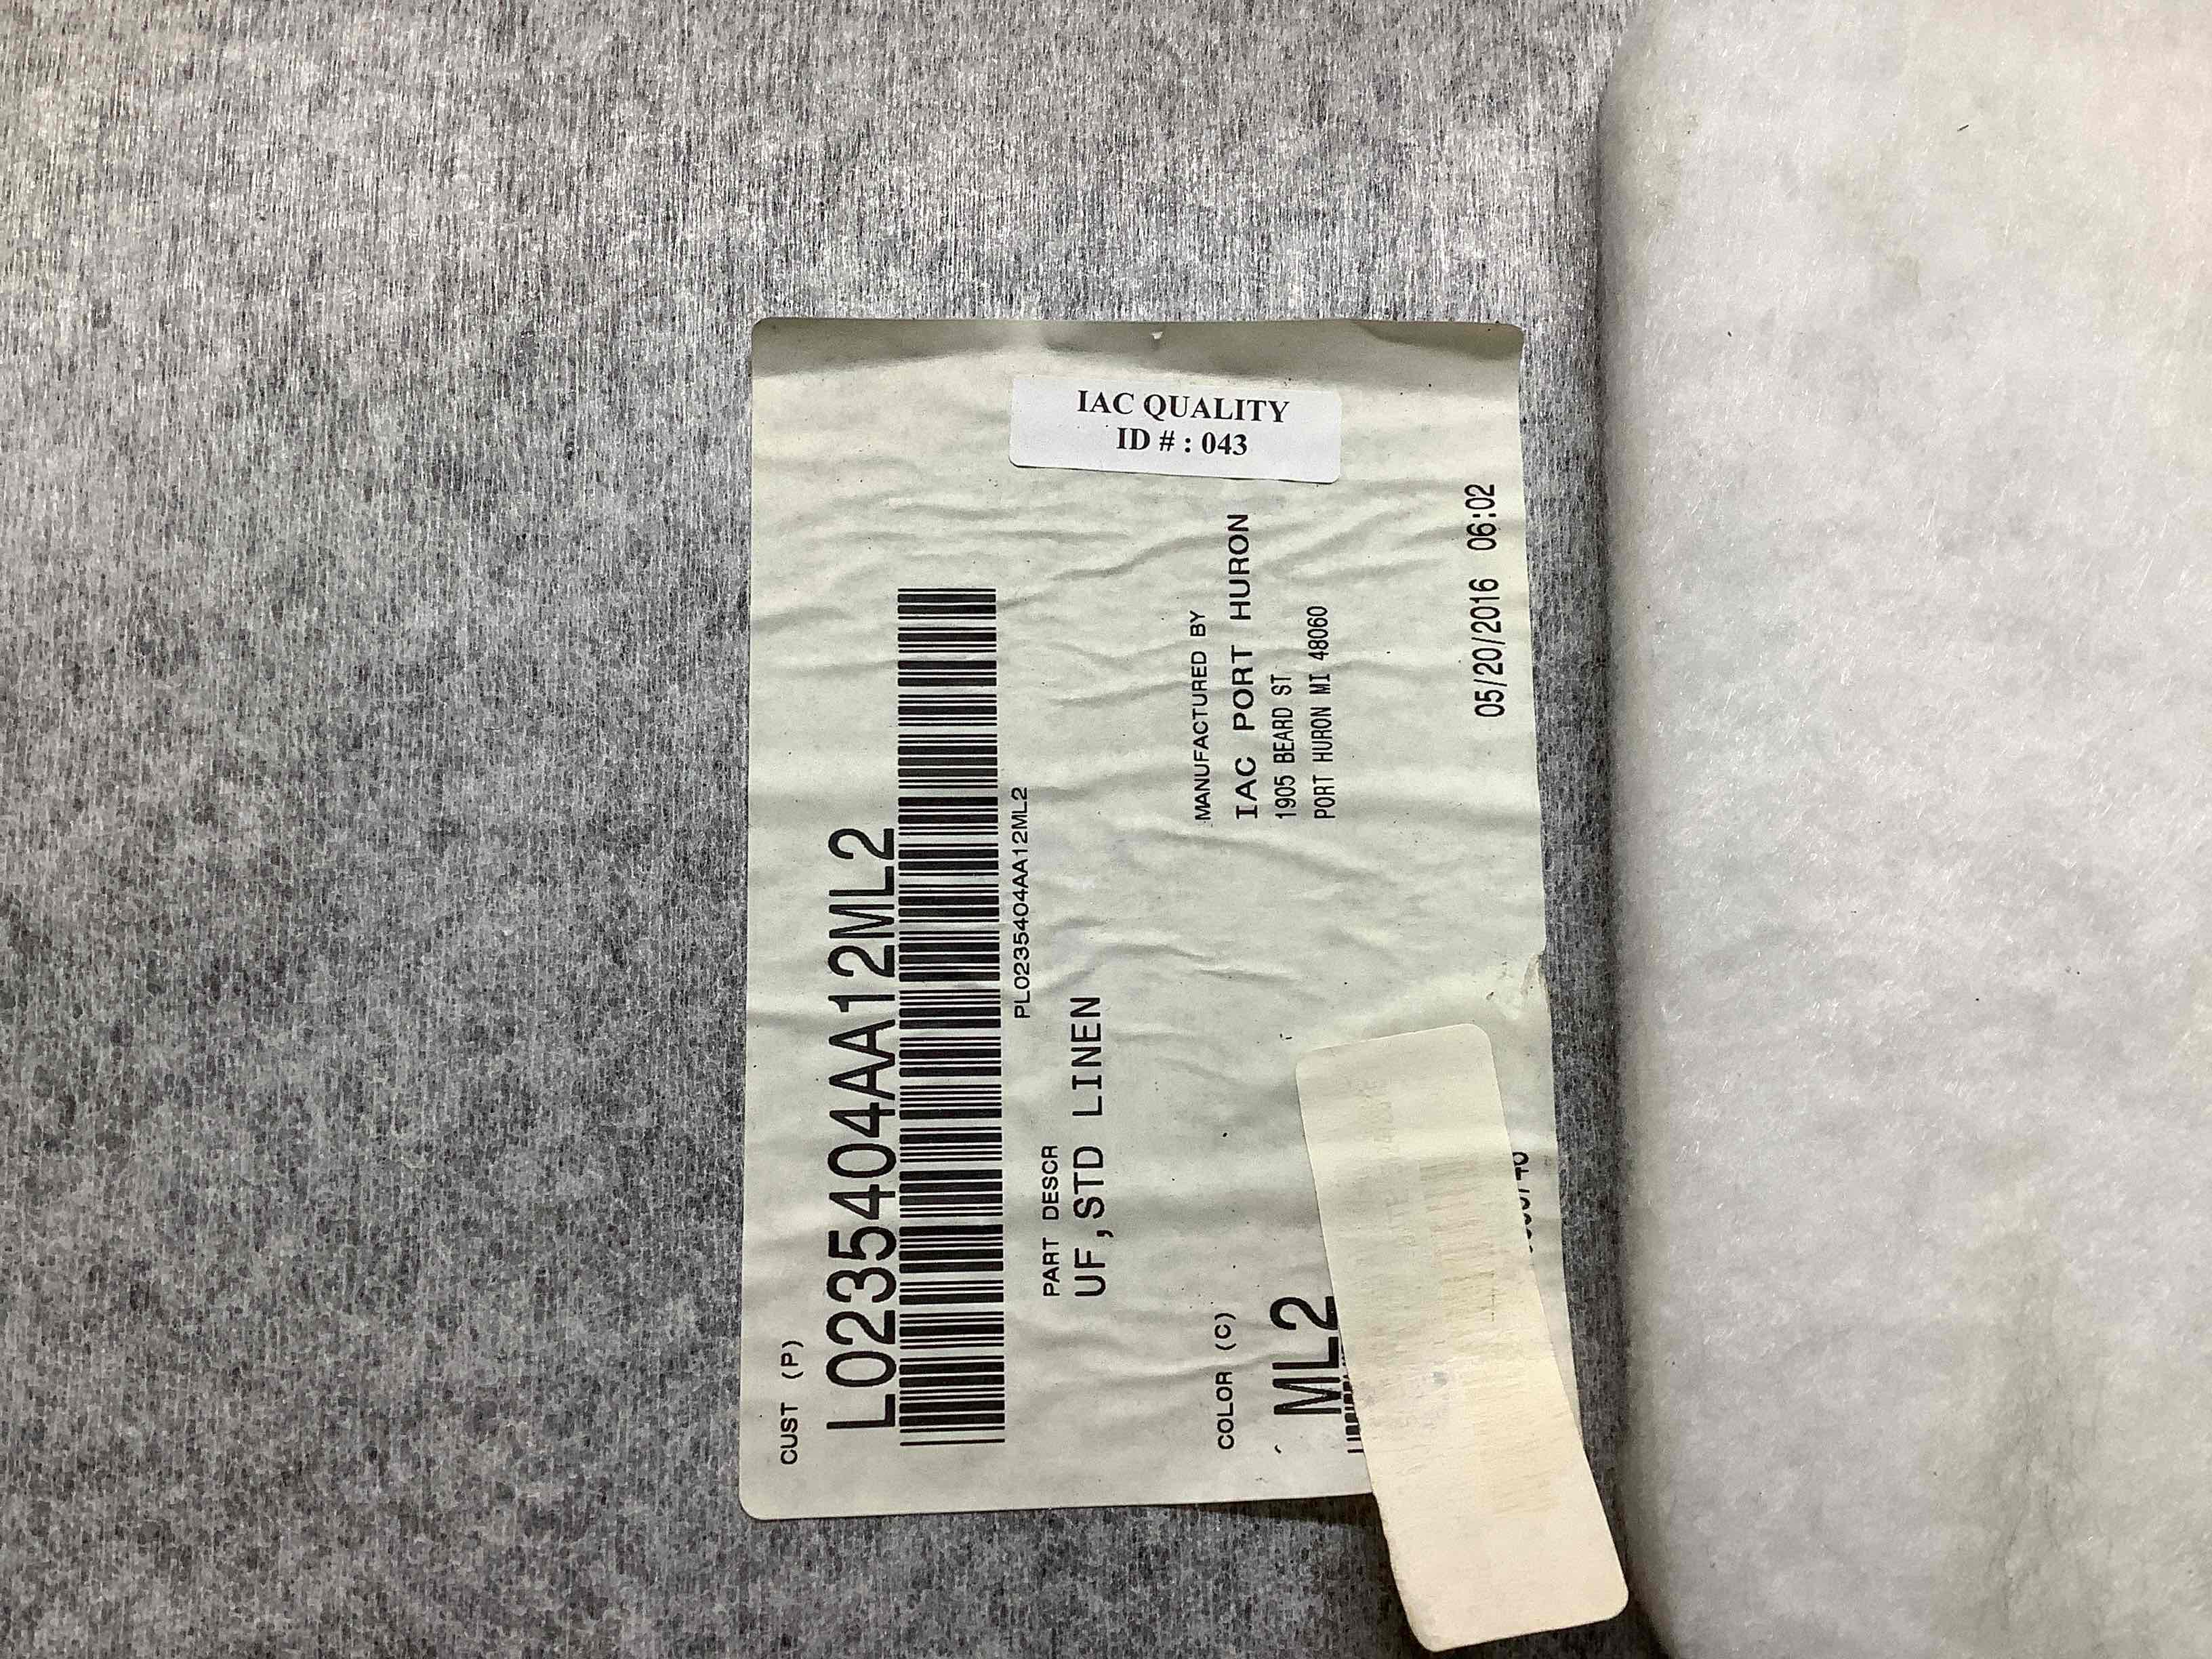 IAC QUALITY
ID # : 043
CUST (P)
L0235404AA12ML2
PL0235404AA12ML2
PART DESCR
UF,STD LINEN
MANUFACTURED BY
IAC PORT HURON
1905 BEARD ST
PORT HURON MI 48060
COLOR (C)
ML2
05/20/2016 06:02